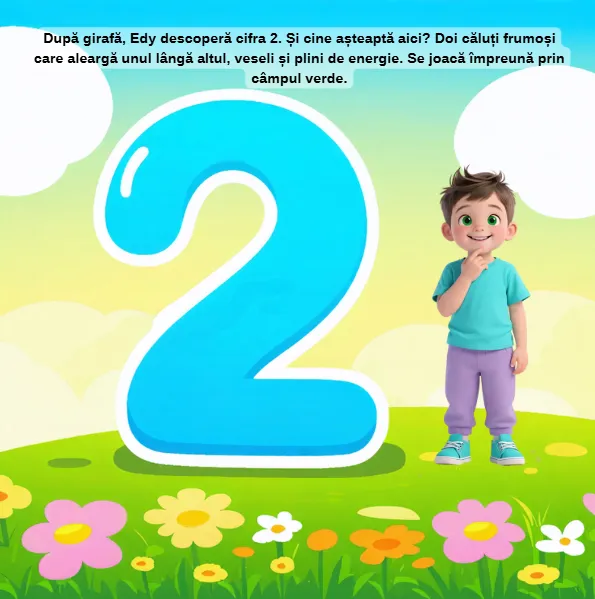 După girafă, Edy descoperă cifra 2. Și cine așteaptă aici? Doi căluți frumoși
care aleargă unul lângă altul, veseli și plini de energie. Se joacă împreună prin
câmpul verde.
2